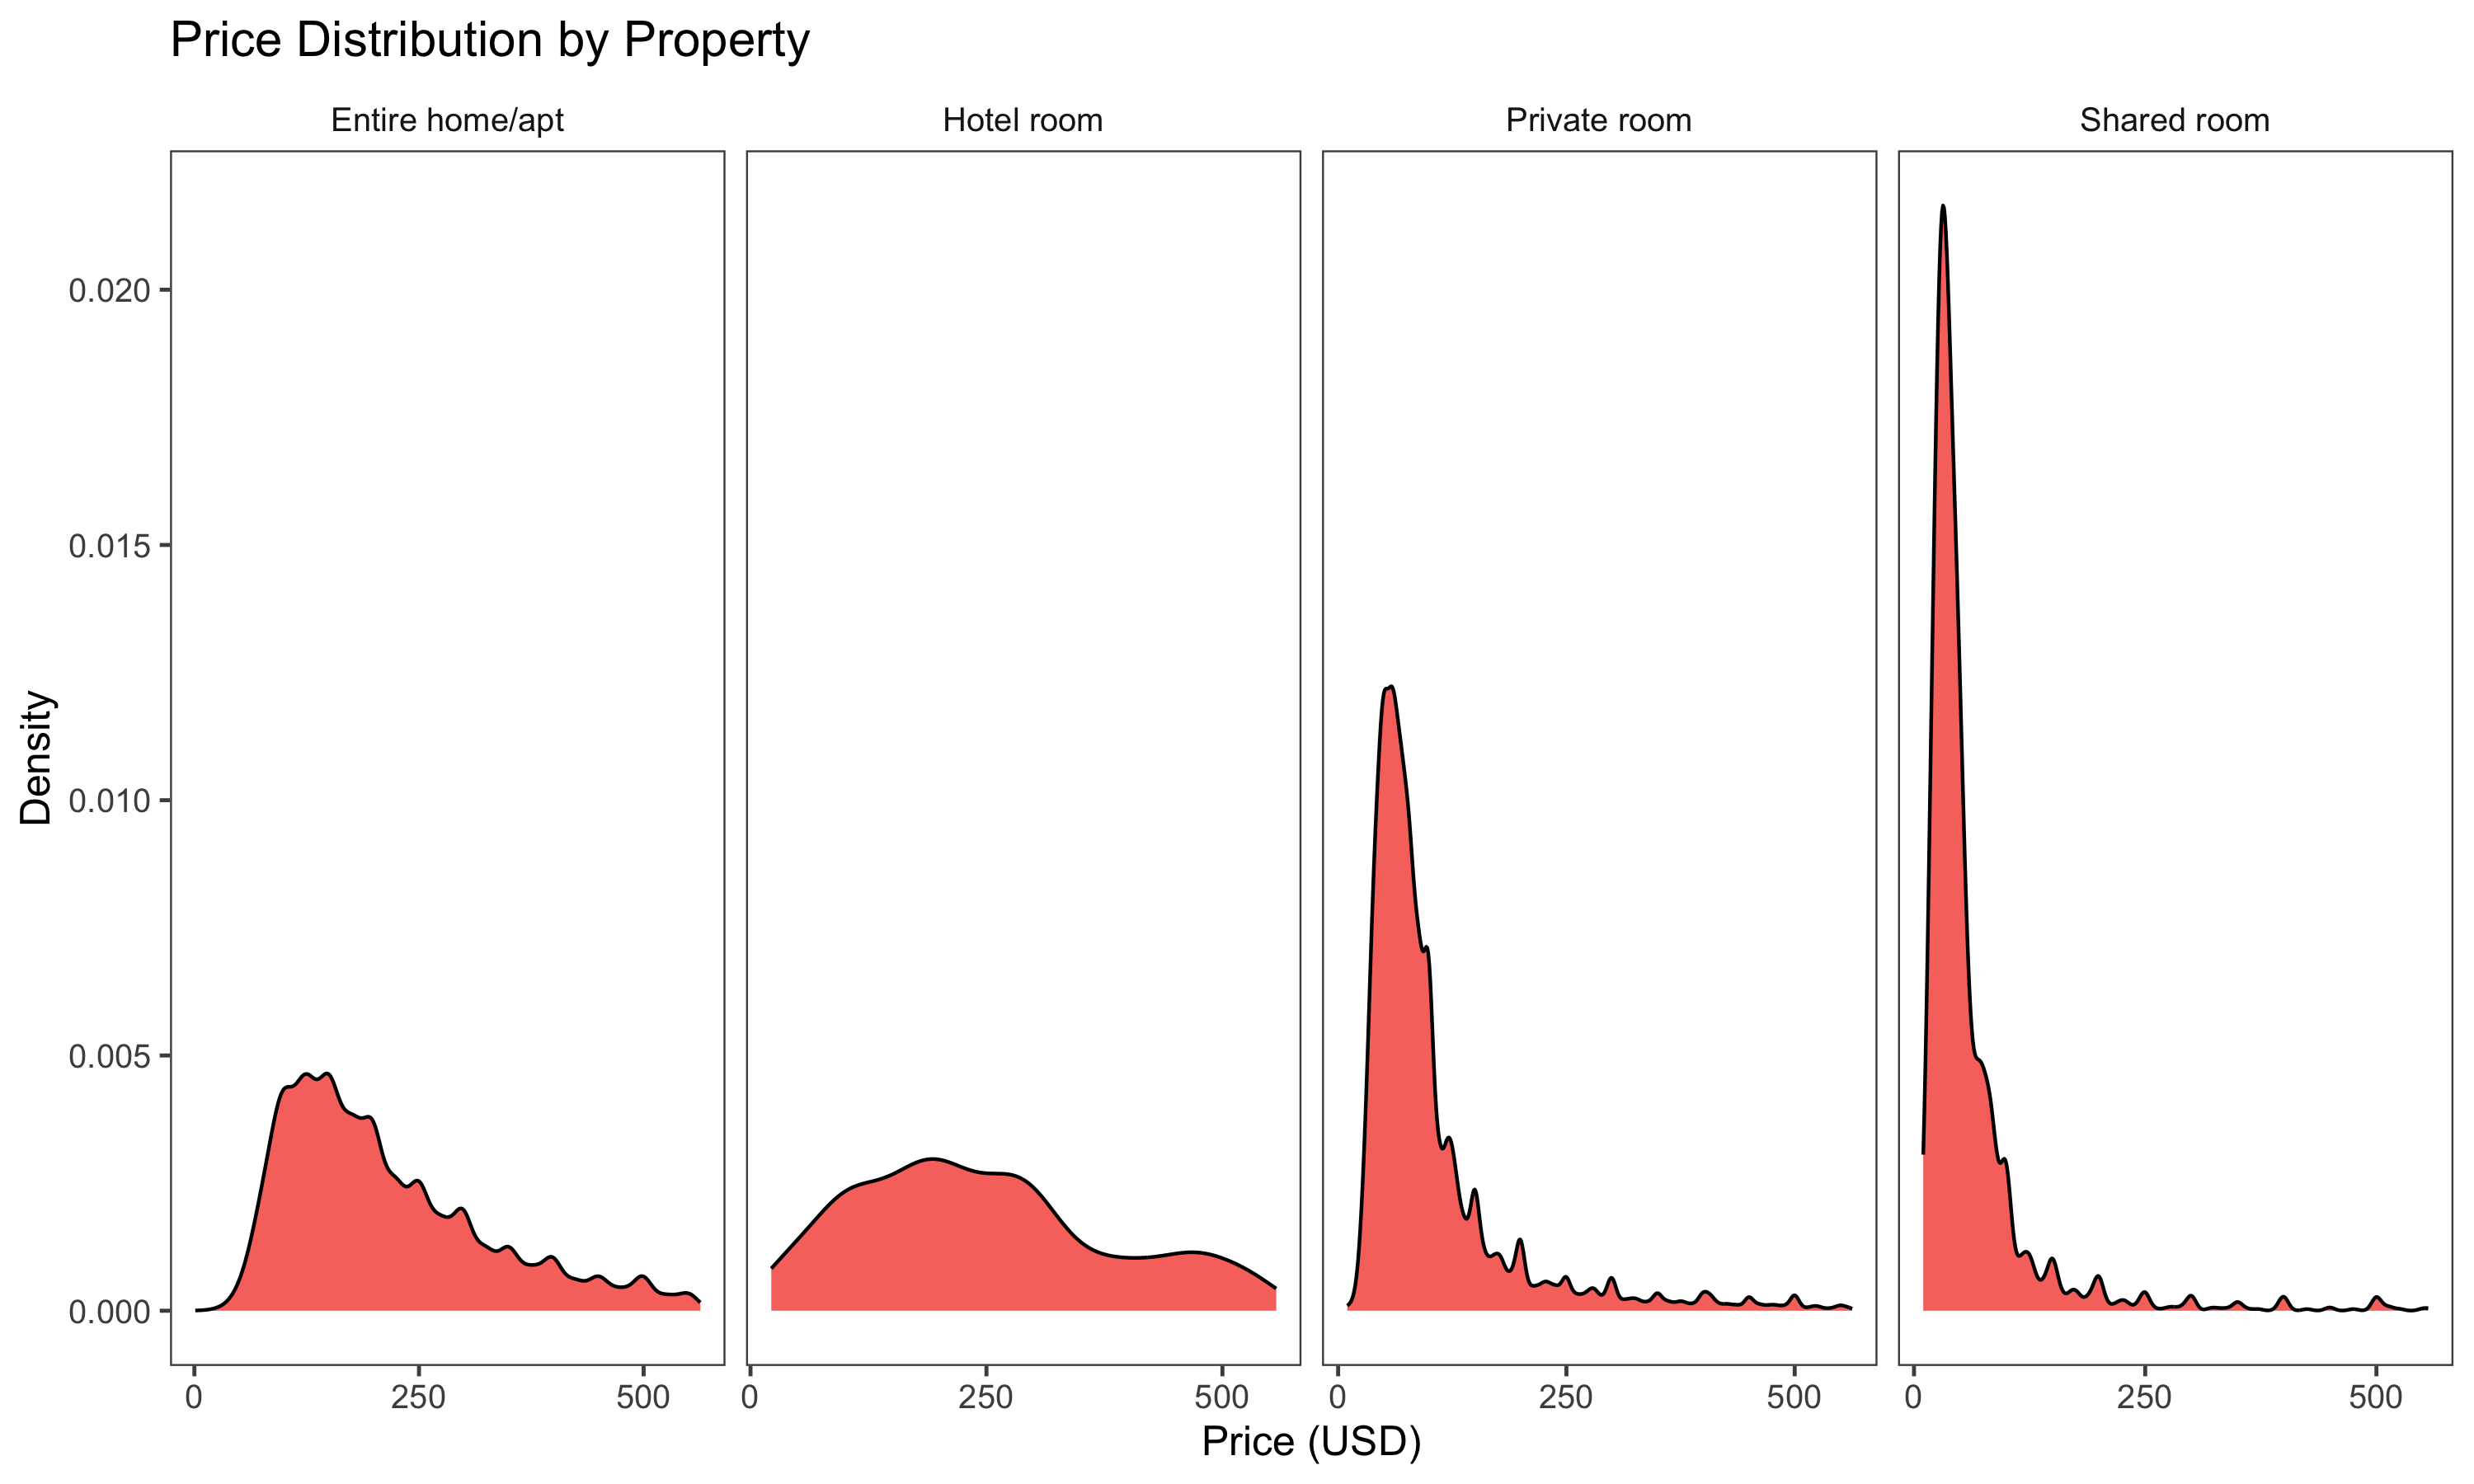 Price Distribution by Property
Entire home/apt
Hotel room
Private room
Shared room
Density
0.020
0.015
0.010
0.005
0.000
0 250 500
0 250 500
0 250 500
0 250 500
Price (USD)